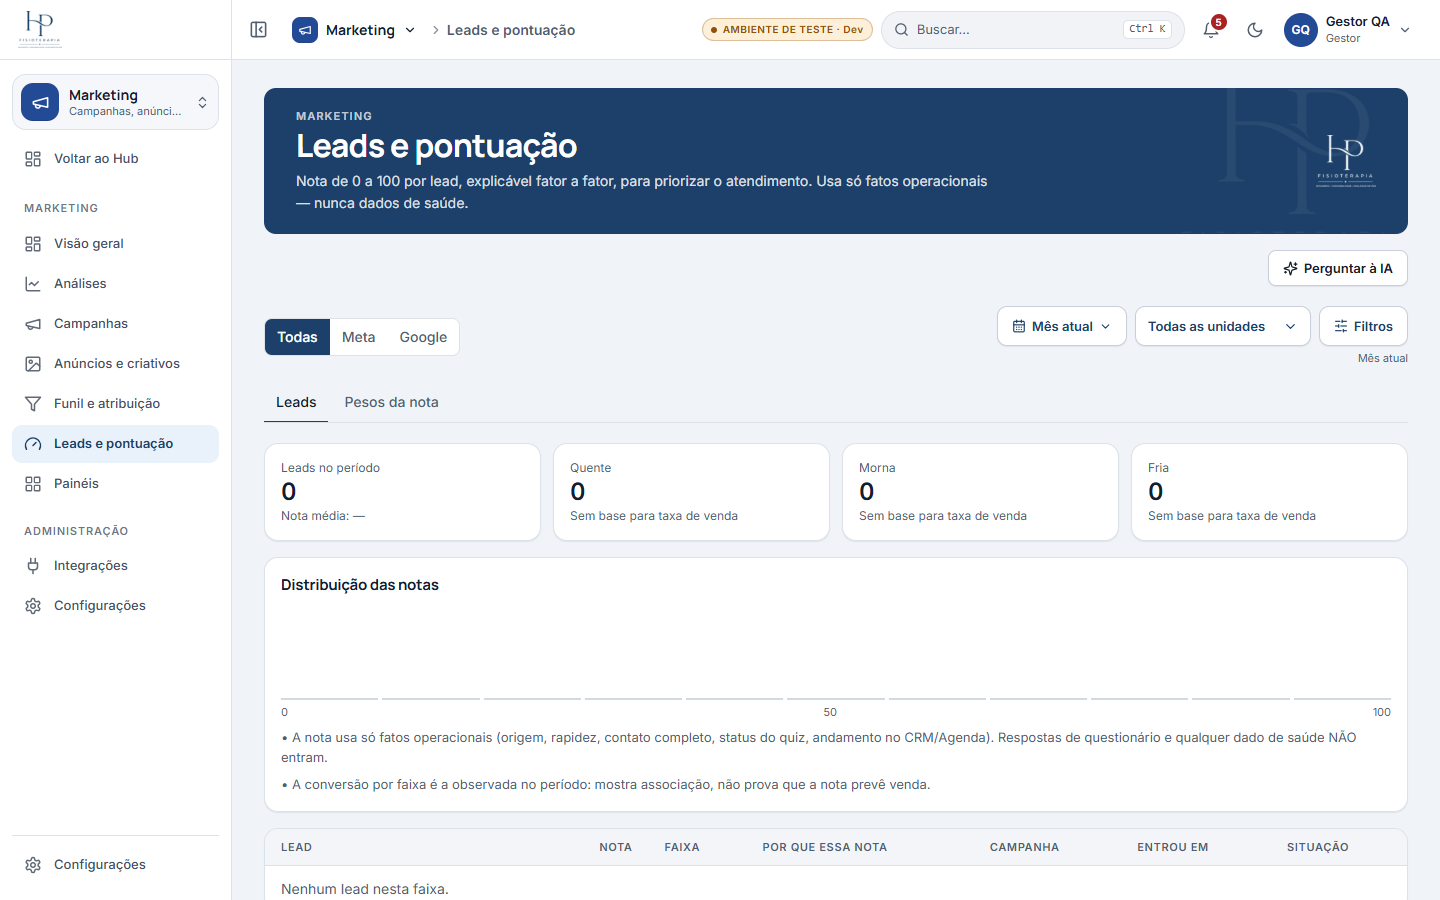 HP
FISIOTERAPIA
Marketing
Leads e pontuação
AMBIENTE DE TESTE · Dev
Buscar...
Ctrl K
5
GQ
Gestor QA
Gestor
Marketing
Campanhas, anúnci...
Voltar ao Hub
MARKETING
Visão geral
Análises
Campanhas
Anúncios e criativos
Funil e atribuição
Leads e pontuação
Painéis
ADMINISTRAÇÃO
Integrações
Configurações
Configurações
MARKETING
Leads e pontuação
Nota de 0 a 100 por lead, explicável fator a fator, para priorizar o atendimento. Usa só fatos operacionais
— nunca dados de saúde.
HP
FISIOTERAPIA
Perguntar à IA
Todas
Meta
Google
Mês atual
Todas as unidades
Filtros
Mês atual
Leads
Pesos da nota
Leads no período
0
Nota média: —
Quente
0
Sem base para taxa de venda
Morna
0
Sem base para taxa de venda
Fria
0
Sem base para taxa de venda
Distribuição das notas
0
50
100
• A nota usa só fatos operacionais (origem, rapidez, contato completo, status do quiz, andamento no CRM/Agenda). Respostas de questionário e qualquer dado de saúde NÃO
entram.
• A conversão por faixa é a observada no período: mostra associação, não prova que a nota prevê venda.
LEAD
NOTA
FAIXA
POR QUE ESSA NOTA
CAMPANHA
ENTROU EM
SITUAÇÃO
Nenhum lead nesta faixa.